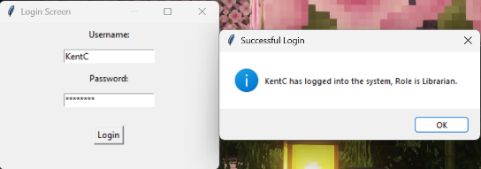 Login Screen
Username:
KentC
Password:
********
Login
Successful Login
KentC has logged into the system, Role is Librarian.
OK